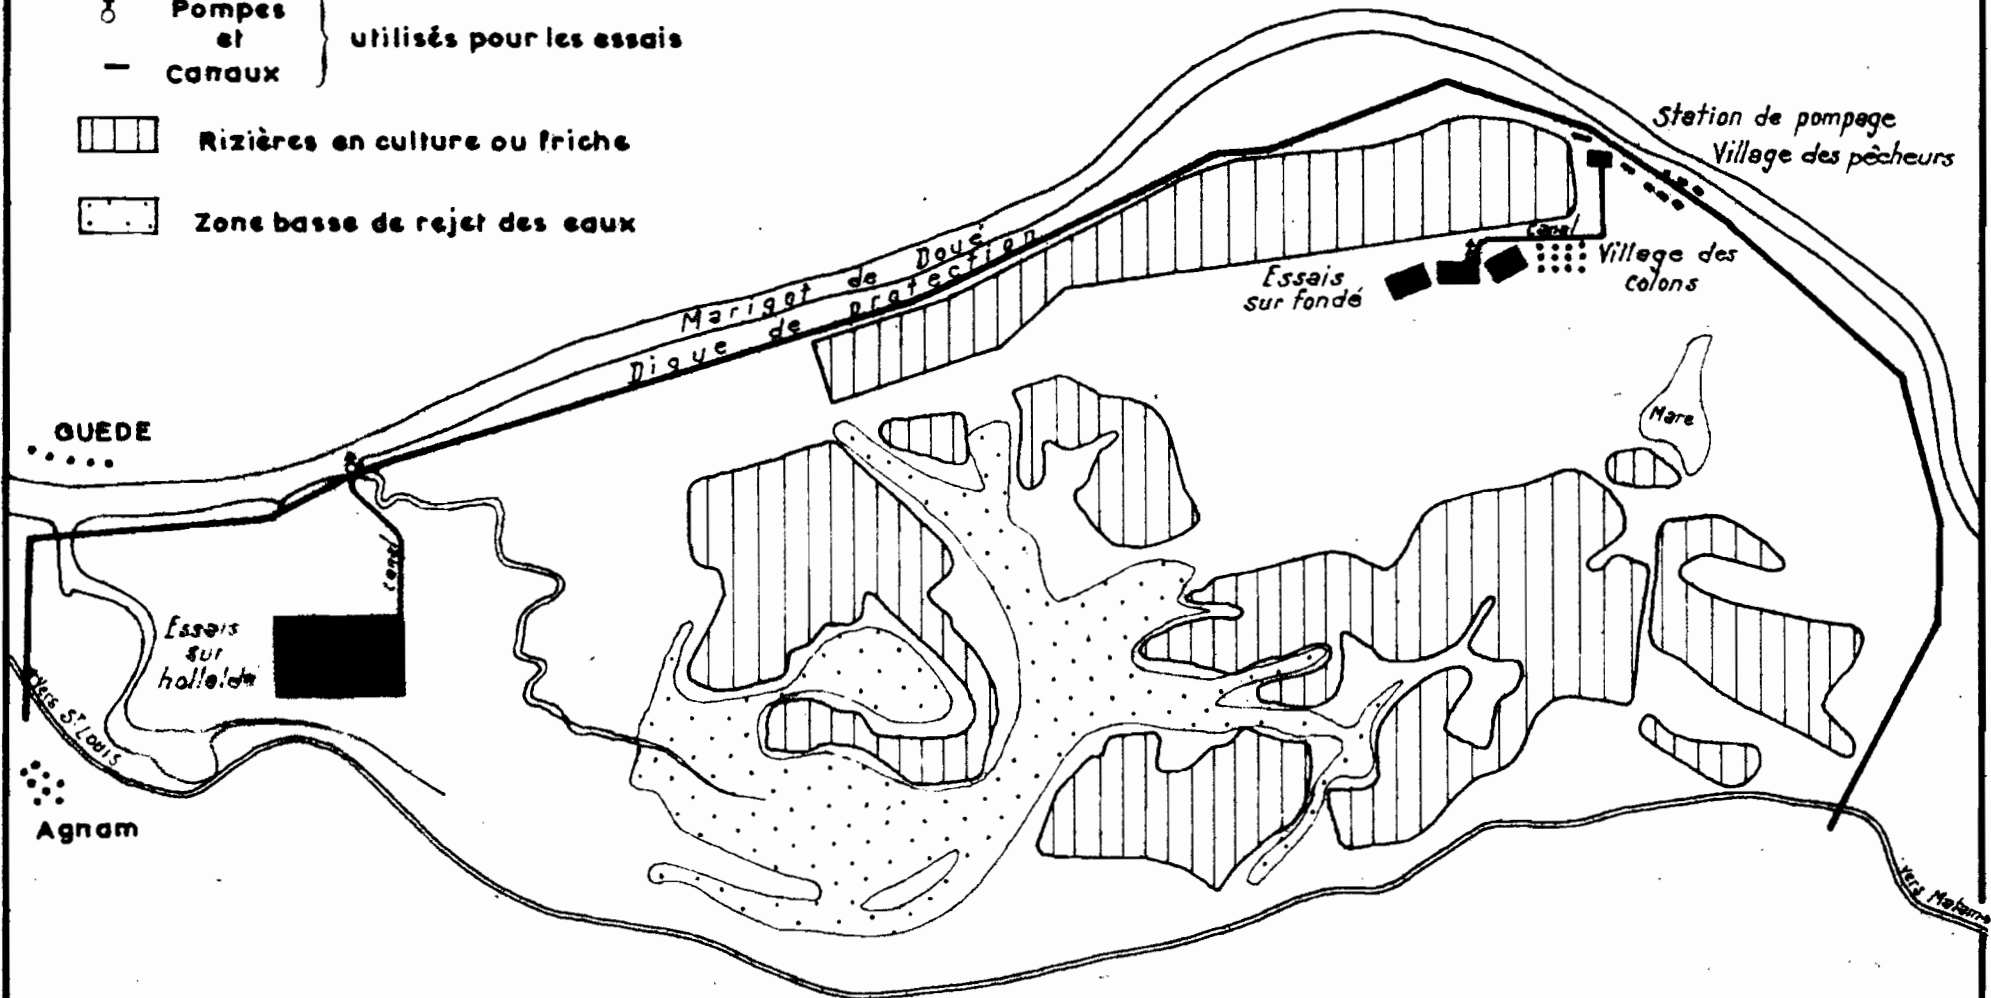 Pompes
et
Canaux
utilisés pour les essais
Rizières en culture ou friche
Zone basse de rejet des eaux
Station de pompage
Village des pêcheurs
Marigot de Doué
Digue de protection
Canal
Village des
colons
Essais
sur fondé
Mare
GUEDE
canal
Essais
sur
hollaldé
vers St Louis
Agnam
vers Matam